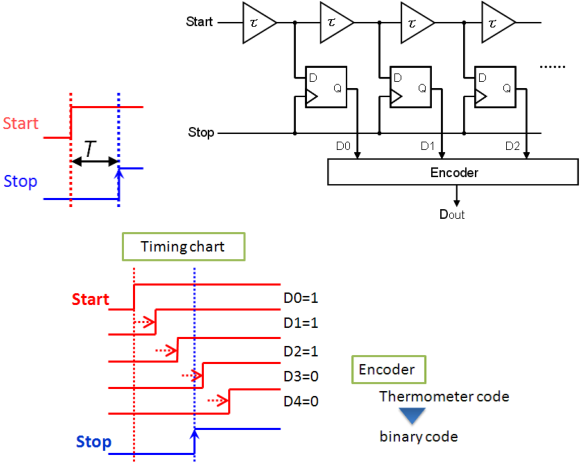 Start
τ
τ
τ
τ
D
Q
D
Q
D
Q
......
Stop
D0
D1
D2
Encoder
Dout
Start
T
Stop
Timing chart
Start
D0=1
D1=1
D2=1
D3=0
D4=0
Stop
Encoder
Thermometer code
binary code